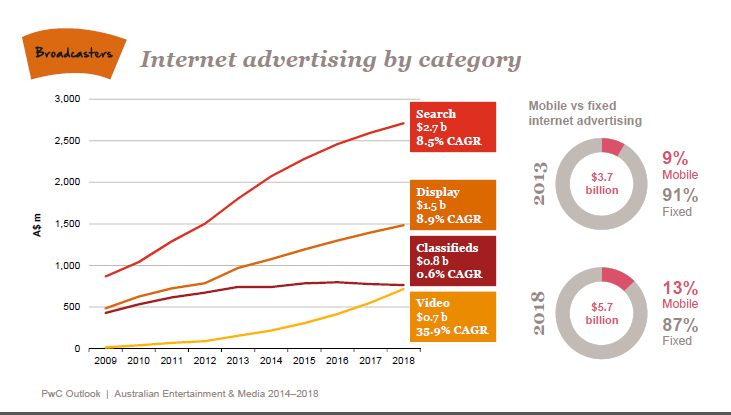 Broadcasters
Internet advertising by category
3,000
2,500
2,000
1,500
1,000
500
0
A$ m
2009 2010 2011 2012 2013 2014 2015 2016 2017 2018
Search
$2.7 b
8.5% CAGR
Display
$1.5 b
8.9% CAGR
Classifieds
$0.8 b
0.6% CAGR
Video
$0.7 b
35.9% CAGR
Mobile vs fixed
internet advertising
2013
$3.7
billion
9%
Mobile
91%
Fixed
2018
$5.7
billion
13%
Mobile
87%
Fixed
PwC Outlook | Australian Entertainment & Media 2014–2018